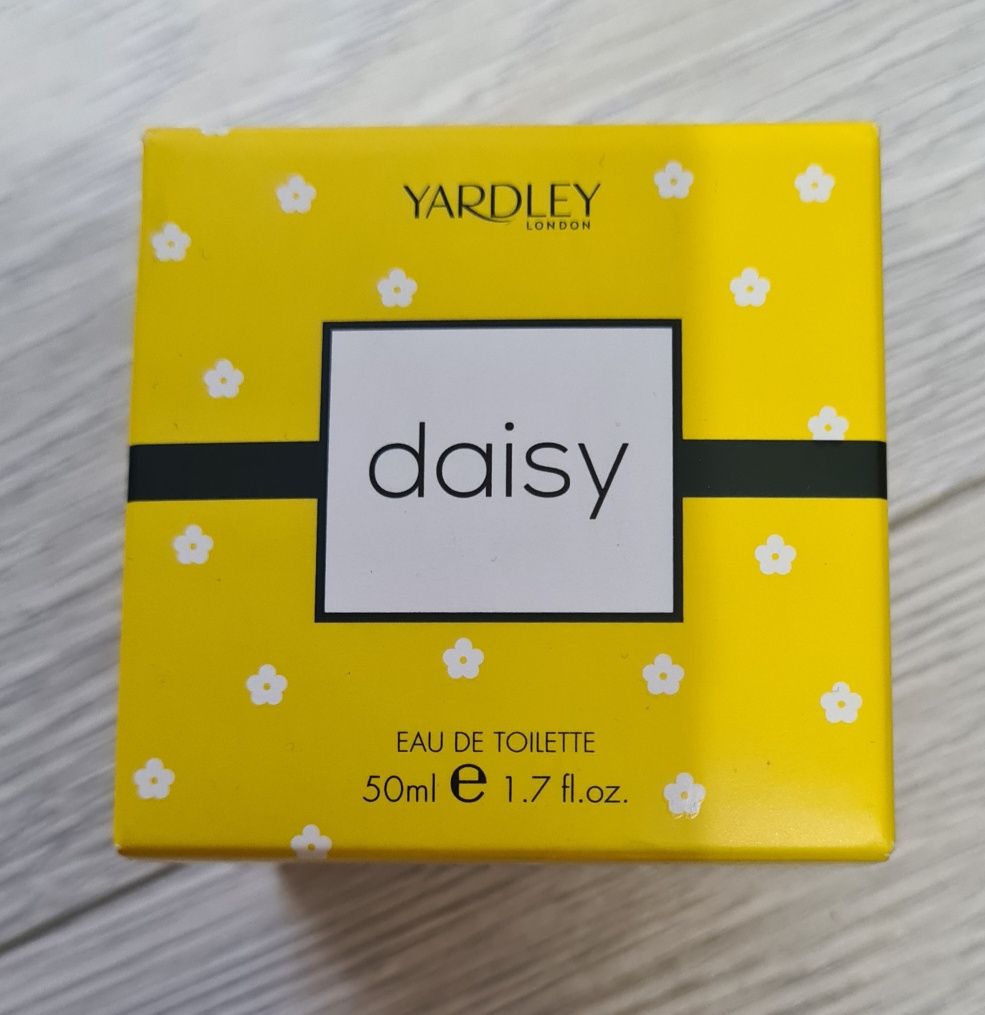 YARDLEY
LONDON
daisy
EAU DE TOILETTE
50ml e 1.7 fl.oz.